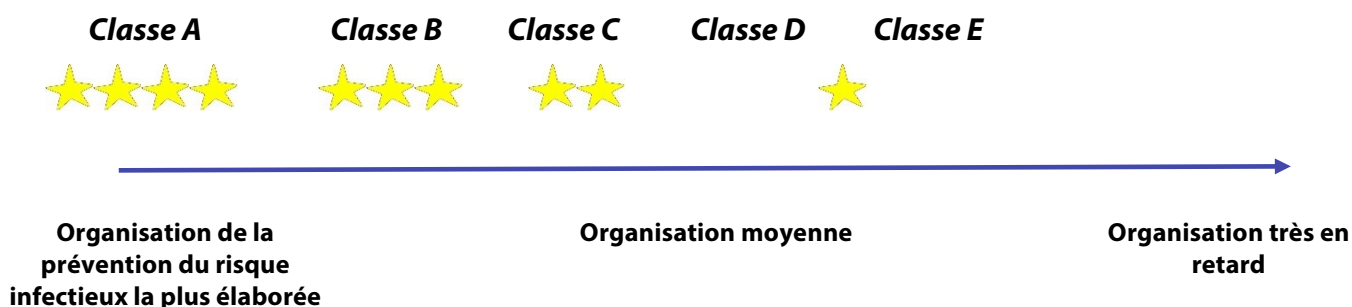 Classe A Classe B Classe C Classe D Classe E
Organisation de la
prévention du risque
infectieux la plus élaborée
Organisation moyenne
Organisation très en
retard